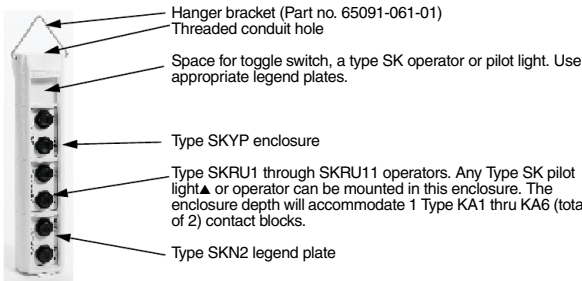 Hanger bracket (Part no. 65091-061-01)
Threaded conduit hole
Space for toggle switch, a type SK operator or pilot light. Use
appropriate legend plates.
Type SKYP enclosure
Type SKRU1 through SKRU11 operators. Any Type SK pilot
light▲ or operator can be mounted in this enclosure. The
enclosure depth will accommodate 1 Type KA1 thru KA6 (tota
of 2) contact blocks.
Type SKN2 legend plate